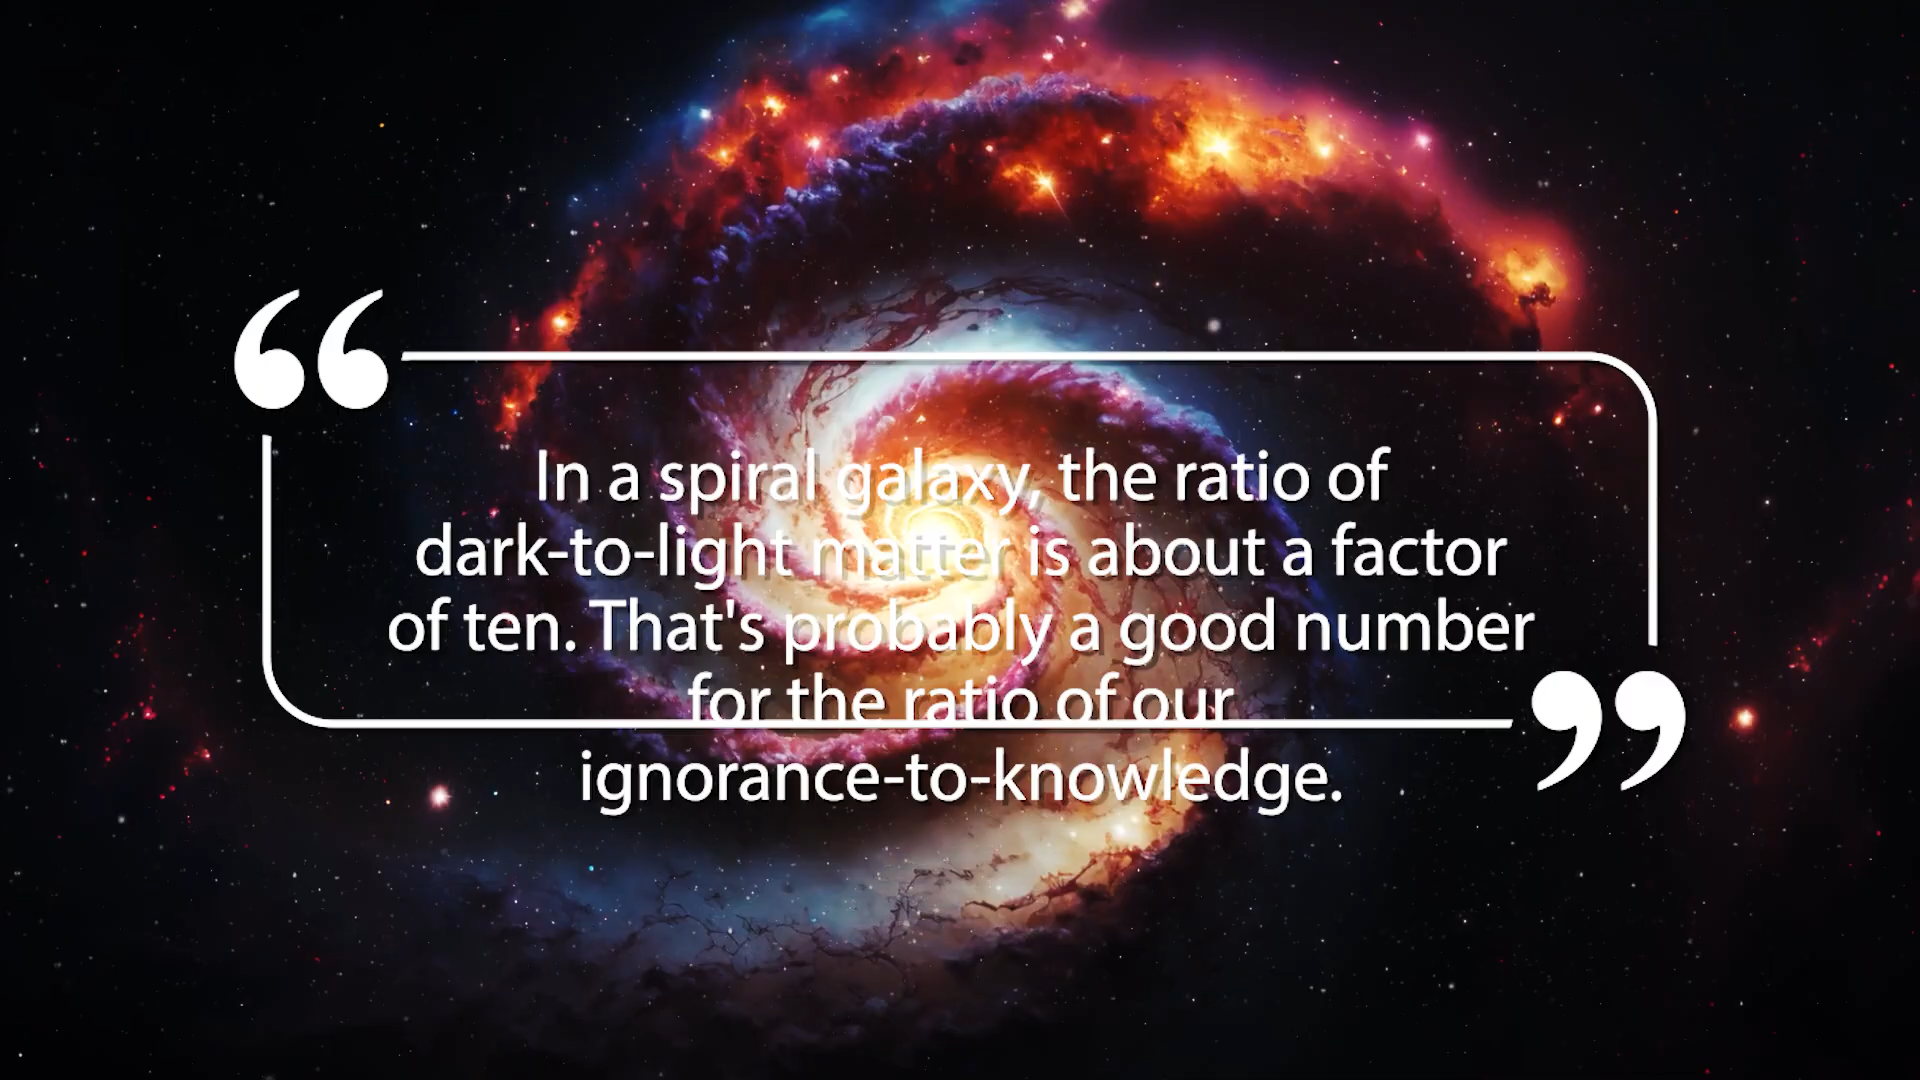 In a spiral galaxy, the ratio of
dark-to-light matter is about a factor
of ten. That's probably a good number
for the ratio of our
ignorance-to-knowledge.